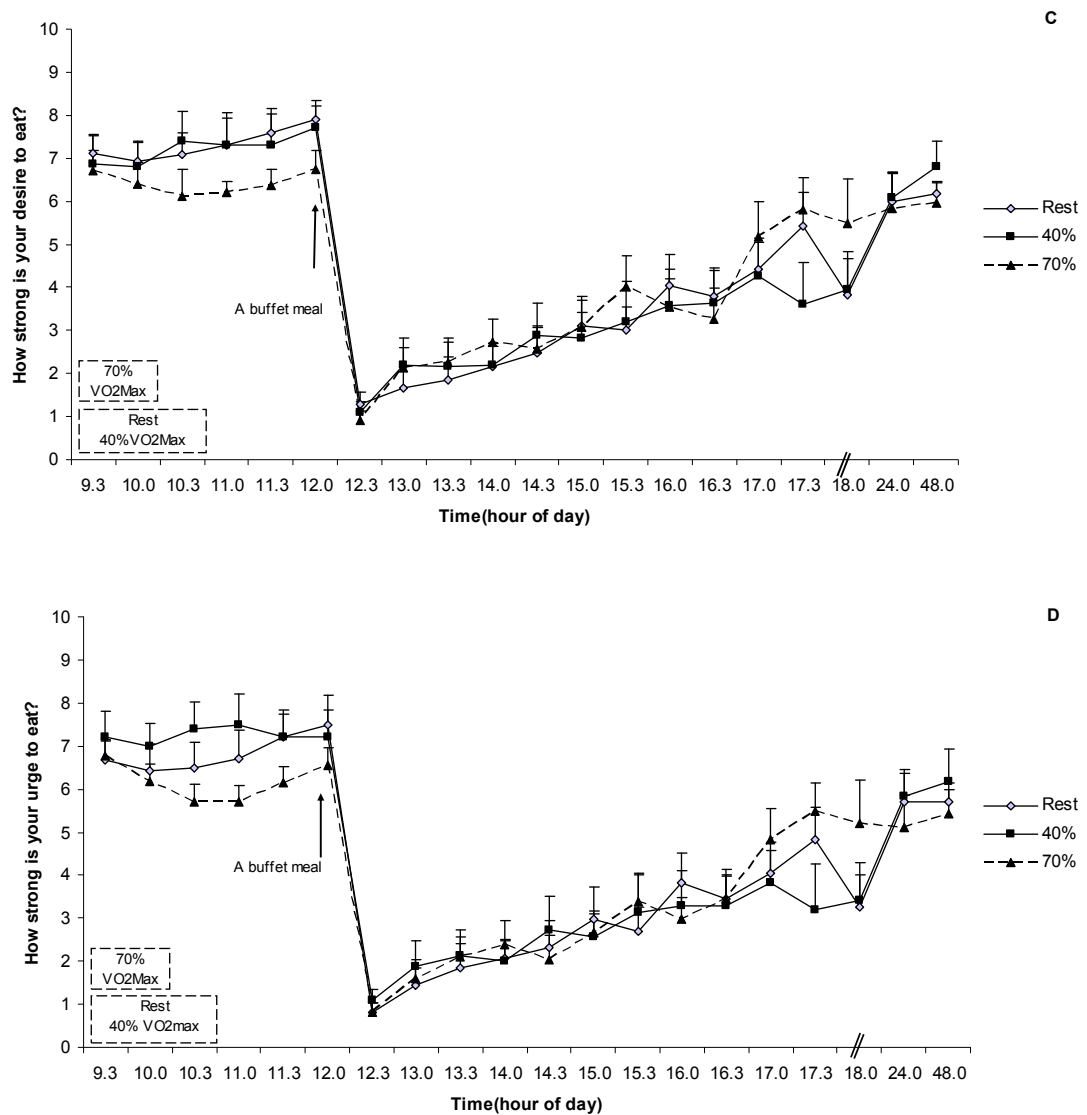 C
10
9
8
7
6
5
4
3
2
1
0
How strong is your desire to eat?
A buffet meal
70%
VO2Max
Rest
40%VO2Max
Rest
40%
70%
9.3 10.0 10.3 11.0 11.3 12.0 12.3 13.0 13.3 14.0 14.3 15.0 15.3 16.0 16.3 17.0 17.3 18.0 24.0 48.0
Time(hour of day)
D
10
9
8
7
6
5
4
3
2
1
0
How strong is your urge to eat?
A buffet meal
70%
VO2Max
Rest
40% VO2max
Rest
40%
70%
9.3 10.0 10.3 11.0 11.3 12.0 12.3 13.0 13.3 14.0 14.3 15.0 15.3 16.0 16.3 17.0 17.3 18.0 24.0 48.0
Time(hour of day)